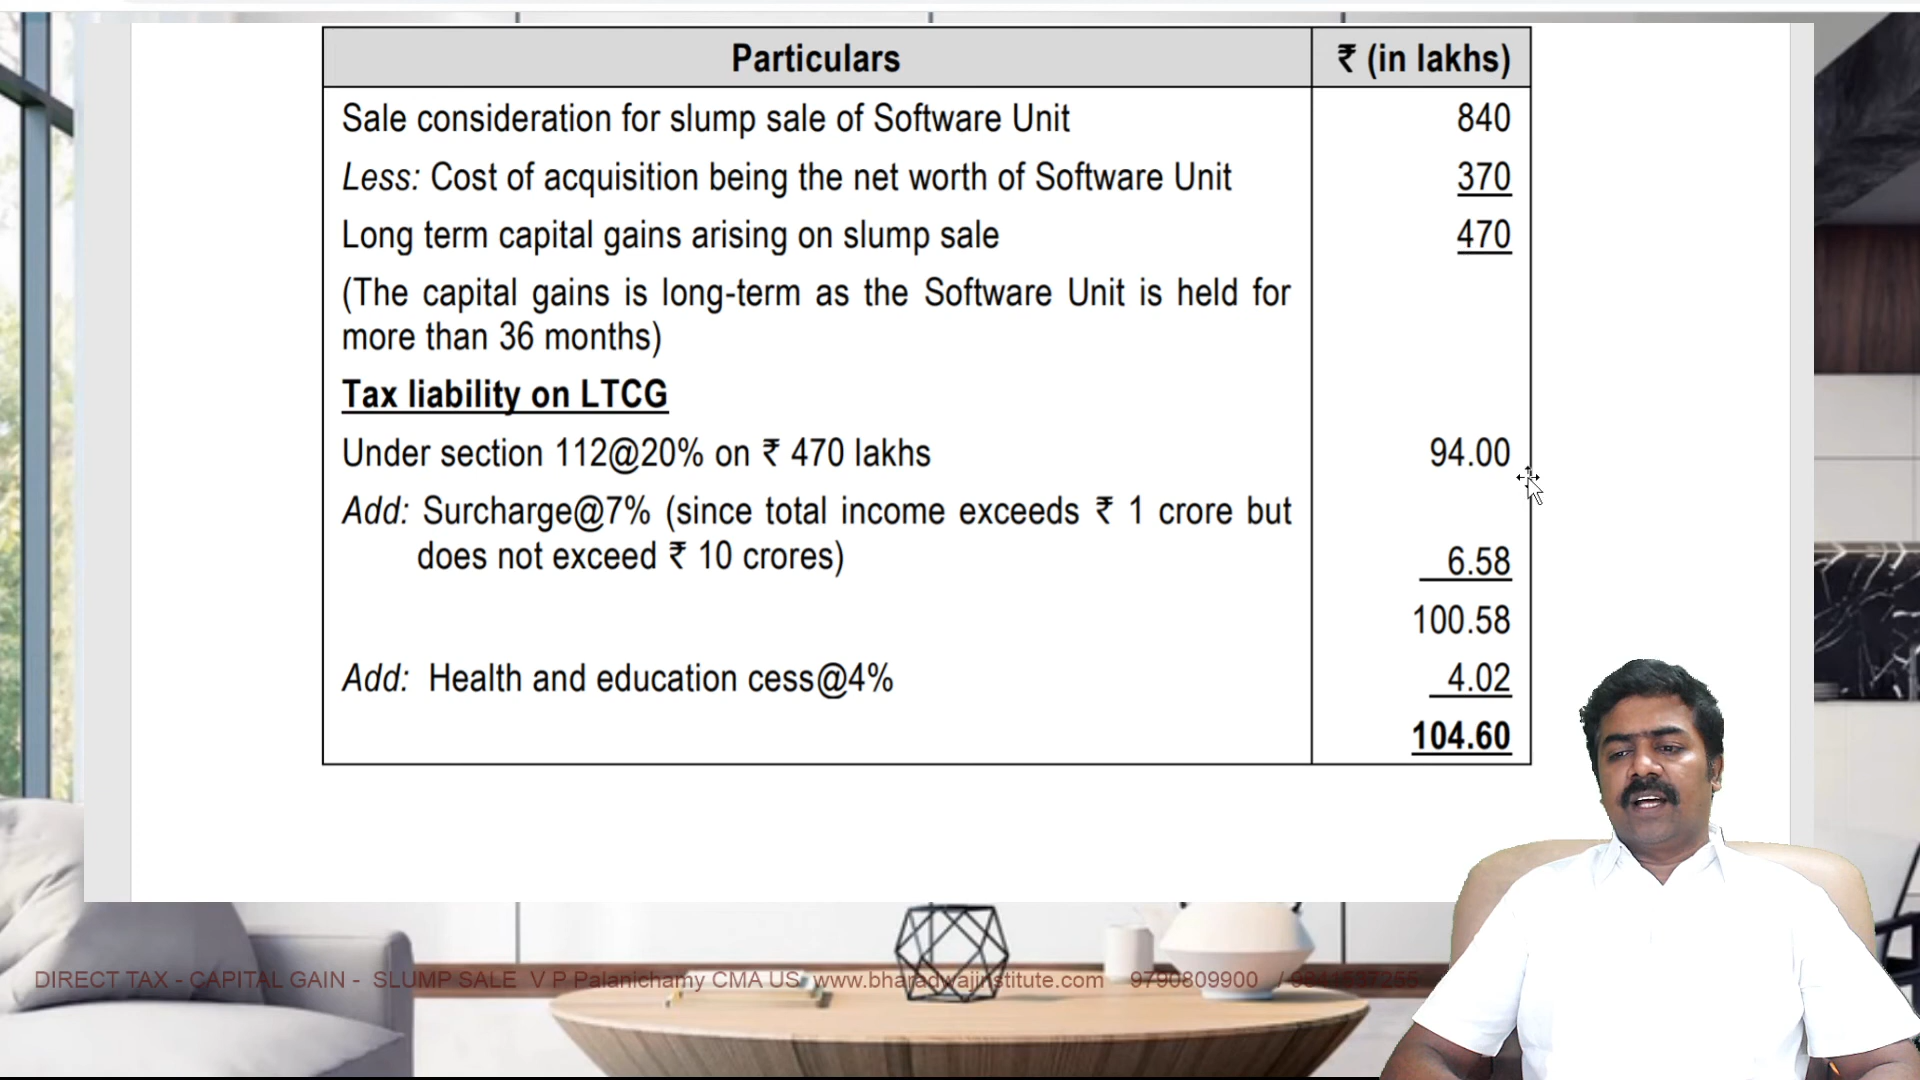 Particulars ₹ (in lakhs)
Sale consideration for slump sale of Software Unit 840
Less: Cost of acquisition being the net worth of Software Unit 370
Long term capital gains arising on slump sale 470
(The capital gains is long-term as the Software Unit is held for
more than 36 months)
Tax liability on LTCG
Under section 112@20% on ₹ 470 lakhs 94.00
Add: Surcharge@7% (since total income exceeds ₹ 1 crore but
does not exceed ₹ 10 crores) 6.58
100.58
Add: Health and education cess@4% 4.02
104.60
DIRECT TAX - CAPITAL GAIN - SLUMP SALE V P Palanichamy CMA US www.bharadwajinstitute.com 9790809900 /